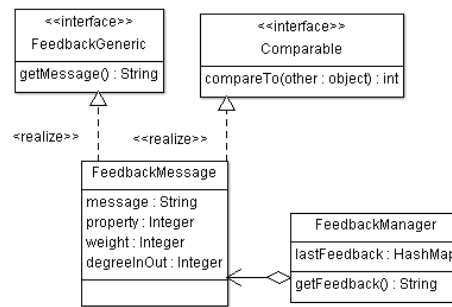 <<interface>>
FeedbackGeneric
getMessage() : String
<<interface>>
Comparable
compareTo(other : object) : int
<realize>>
<<realize>>
FeedbackMessage
message : String
property : Integer
weight : Integer
degreeInOut : Integer
FeedbackManager
lastFeedback : HashMap
getFeedback() : String